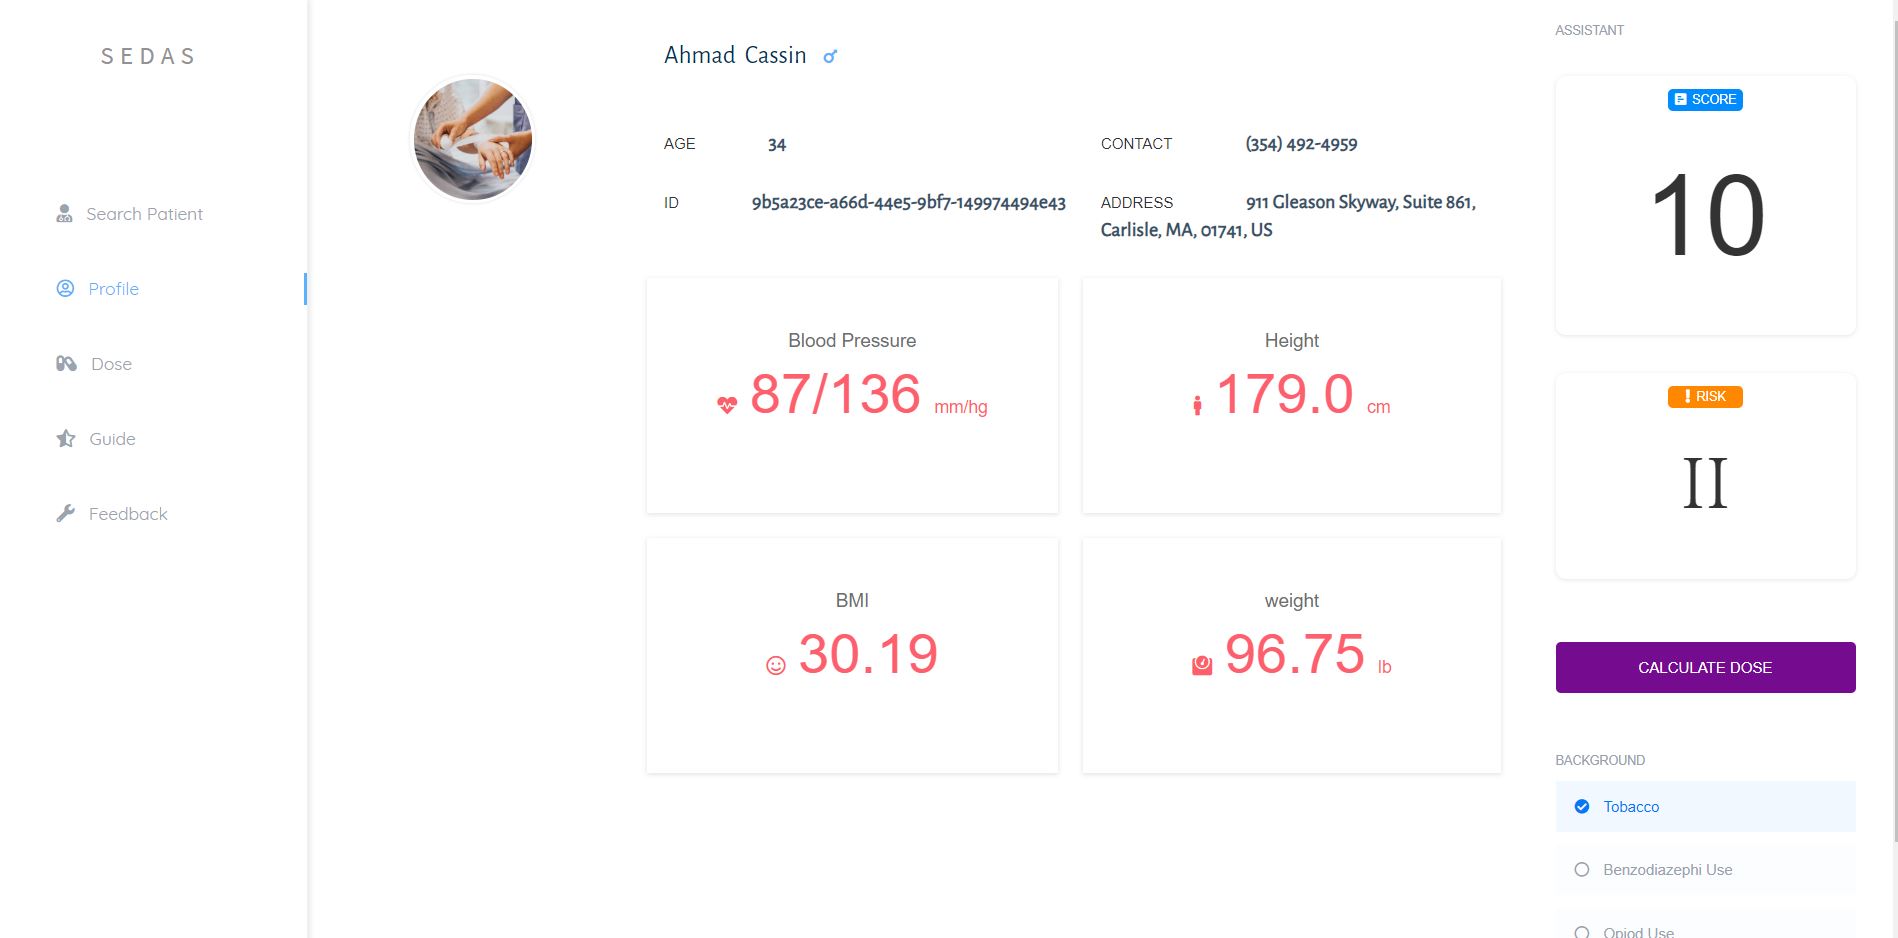 SEDAS
Search Patient
Profile
Dose
Guide
Feedback
Ahmad Cassin
AGE 34
ID 9b5a23ce-a66d-44e5-9bf7-149974494e43
CONTACT (354) 492-4959
ADDRESS 911 Gleason Skyway, Suite 861,
Carlisle, MA, 01741, US
Blood Pressure
87/136 mm/hg
Height
179.0 cm
BMI
30.19
weight
96.75 lb
ASSISTANT
SCORE
10
RISK
II
CALCULATE DOSE
BACKGROUND
Tobacco
Benzodiazephi Use
Opiod Use